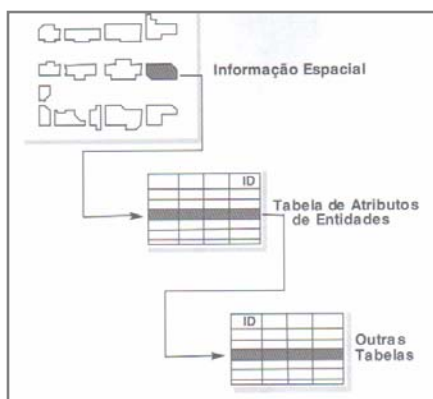 Informação Espacial
ID
Tabela de Atributos
de Entidades
ID
Outras
Tabelas